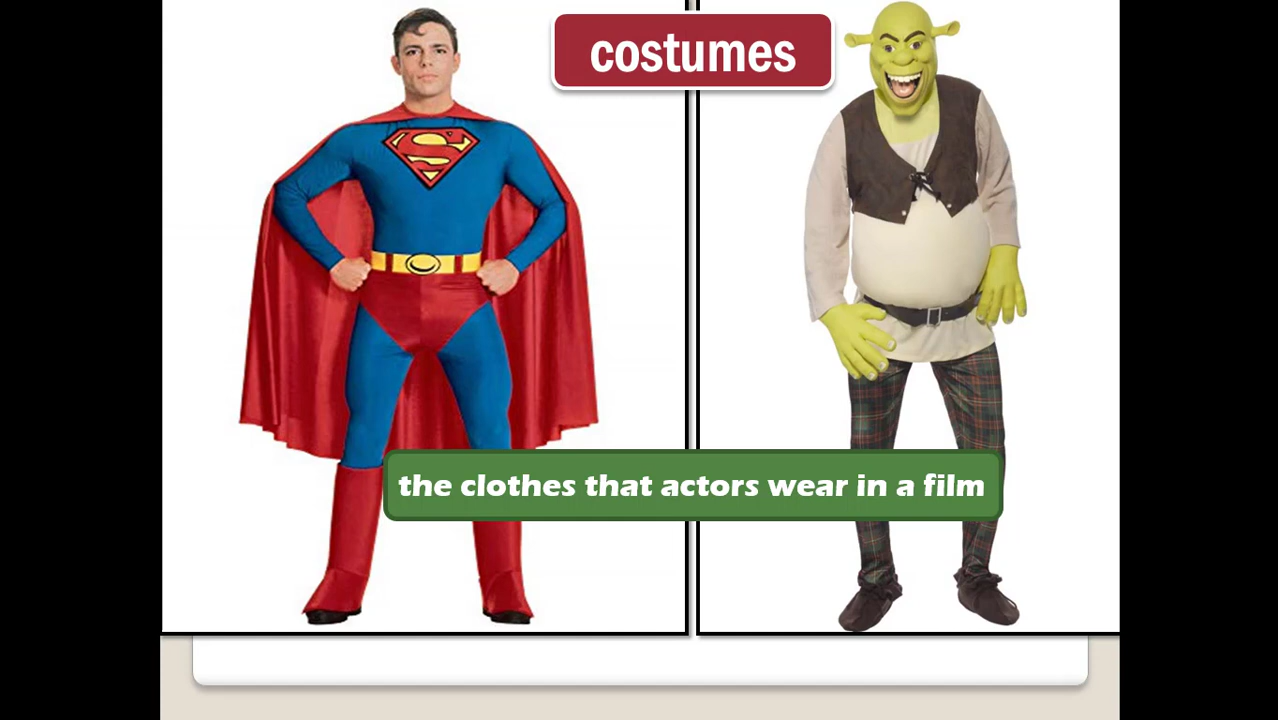 costumes
the clothes that actors wear in a film